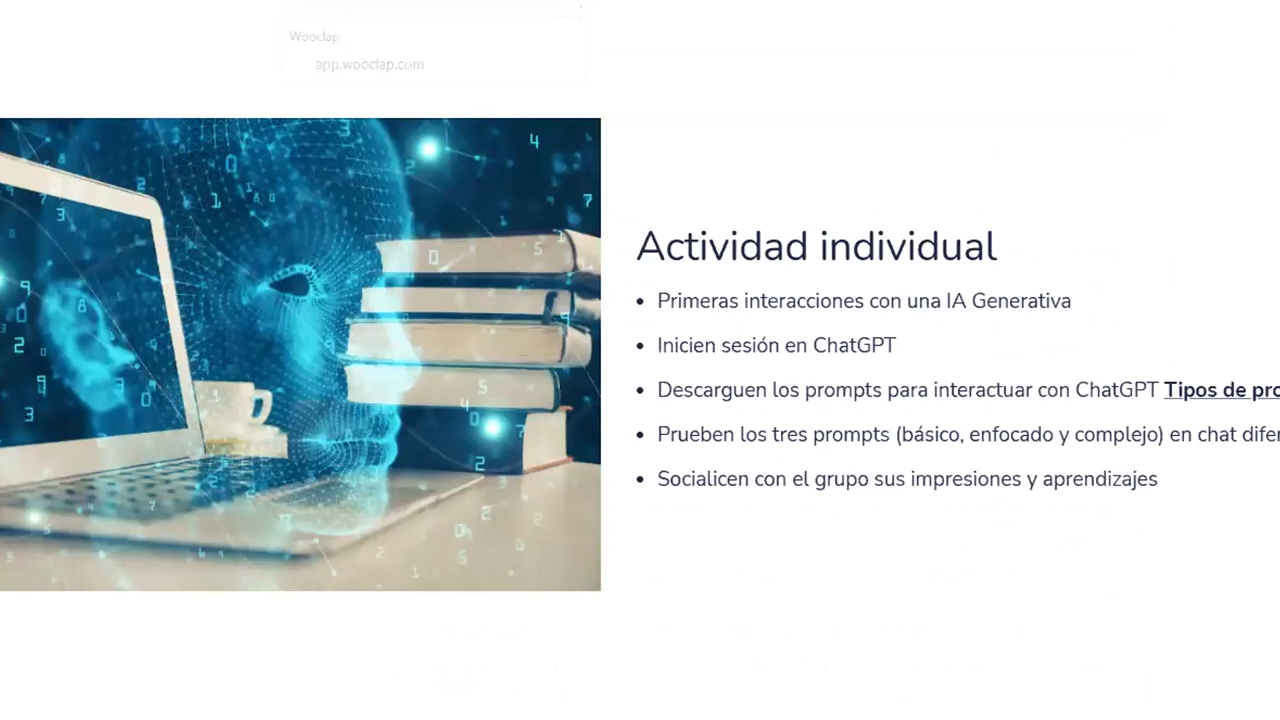 Wooclap
app.wooclap.com
Actividad individual
• Primeras interacciones con una IA Generativa
• Inicien sesión en ChatGPT
• Descarguen los prompts para interactuar con ChatGPT Tipos de pro
• Prueben los tres prompts (básico, enfocado y complejo) en chat difer
• Socialicen con el grupo sus impresiones y aprendizajes